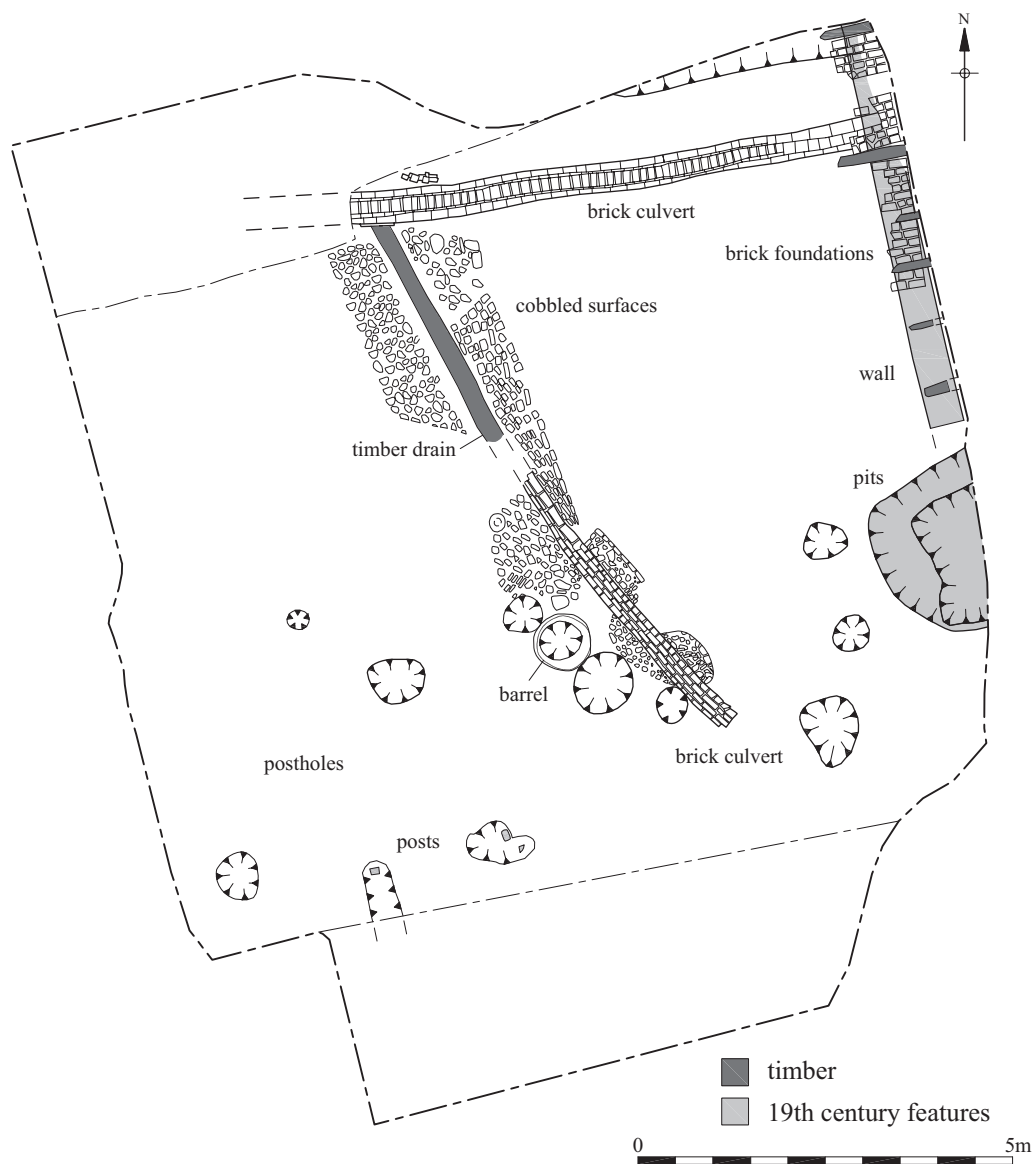 N
brick culvert
brick foundations
cobbled surfaces
wall
timber drain
pits
barrel
brick culvert
postholes
posts
timber
19th century features
0 5m